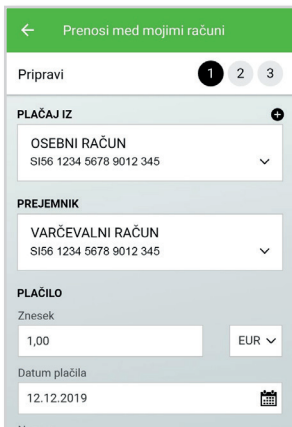 Prenosi med mojimi računi
Pripravi 1 2 3
PLAČAJ IZ
OSEBNI RAČUN
SI56 1234 5678 9012 345
PREJEMNIK
VARČEVALNI RAČUN
SI56 1234 5678 9012 345
PLAČILO
Znesek
1,00 EUR
Datum plačila
12.12.2019